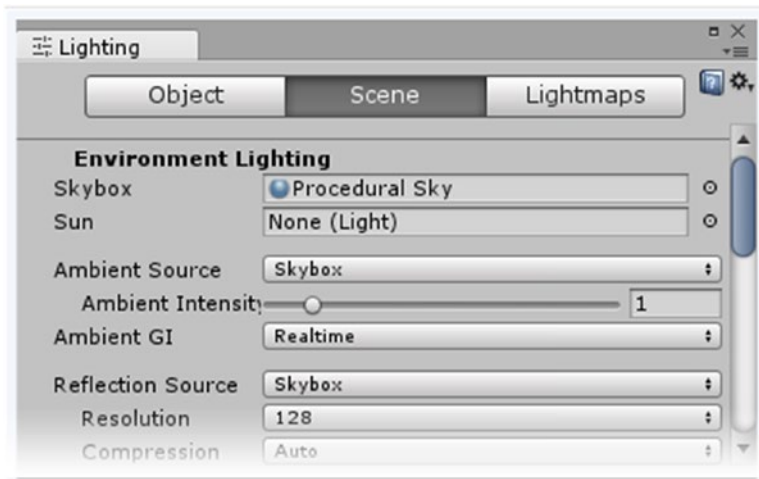 Lighting
Object Scene Lightmaps
Environment Lighting
Skybox Procedural Sky
Sun None (Light)
Ambient Source Skybox
Ambient Intensity 1
Ambient GI Realtime
Reflection Source Skybox
Resolution 128
Compression Auto